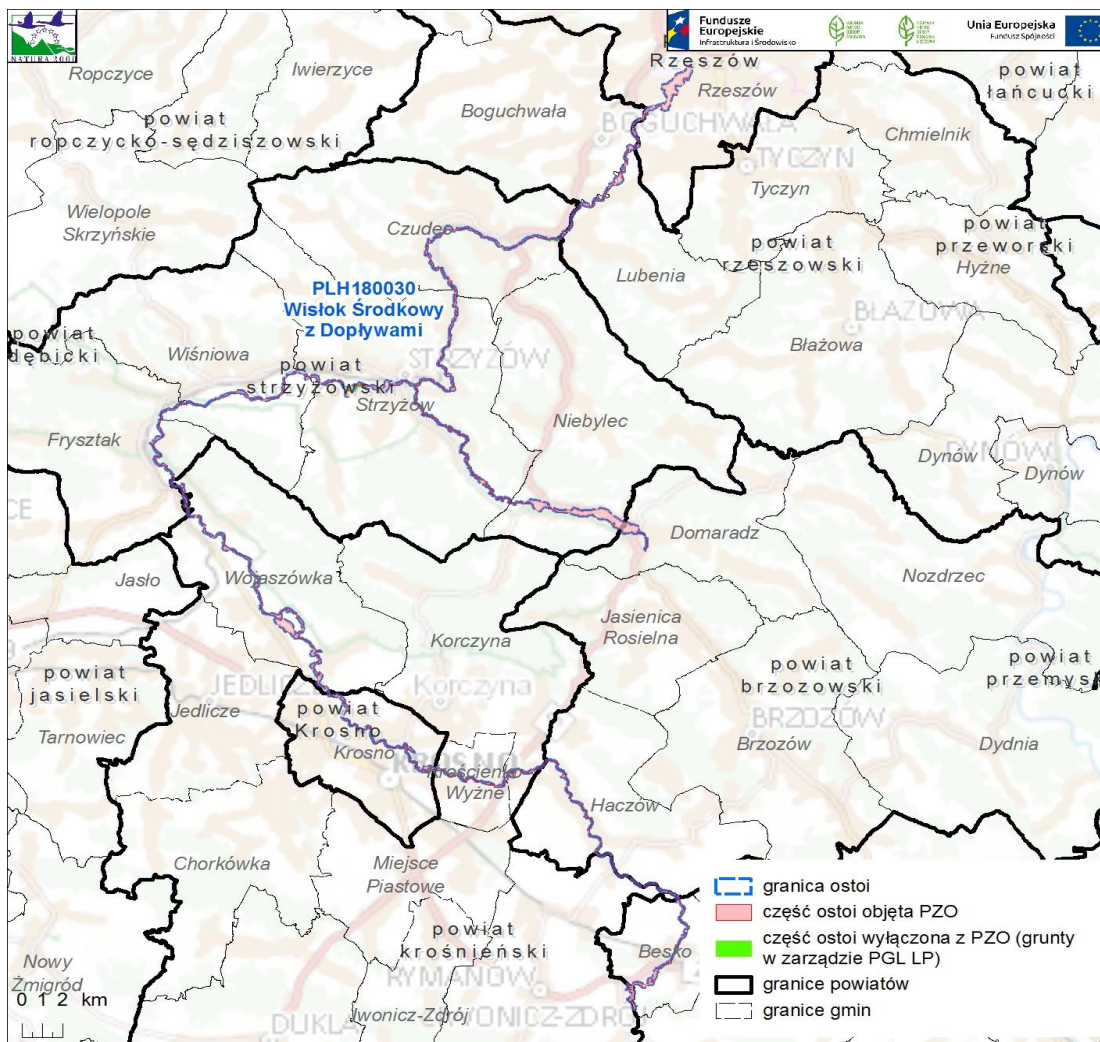 NATURA 2000
Fundusze
Europejskie
Infrastruktura i Środowisko
Unia Europejska
Fundusz Spójności
Ropczyce
Iwierzyce
Rzeszów
Rzeszów
powiat
łańcucki
powiat
ropczycko-sędziszowski
Boguchwała
BOGUCHWAŁA
Chmielnik
TYCZYN
Tyczyn
Wielopole
Skrzyńskie
Czudec
powiat
rzeszowski
powiat
przeworski
Hyżne
Lubenia
PLH180030
Wisłok Środkowy
z Dopływami
BŁAŻOWA
Błażowa
powiat
dębicki
Wiśniowa
powiat
strzyżowski
STRZYŻÓW
Strzyżów
Niebylec
Frysztak
DYNÓW
Dynów
Dynów
Domaradz
Nozdrzec
Jasło
Wojaszówka
Jasienica
Rosielna
Korczyna
Korczyna
powiat
jasielski
JEDLICZE
Jedlicze
powiat
Krosno
Krosno
KROSNO
Krościenko
Wyżne
powiat
brzozowski
BRZOZÓW
Brzozów
powiat
przemys
Tarnowiec
Dydnia
Haczów
Chorkówka
Miejsce
Piastowe
powiat
krośnieński
Besko
RYMANÓW
Nowy
Żmigród
0 1 2 km
DUKLA
Iwonicz-Zdrój
IWONICZ-ZDRÓJ
granica ostoi
część ostoi objęta PZO
część ostoi wyłączona z PZO (grunty
w zarządzie PGL LP)
granice powiatów
granice gmin